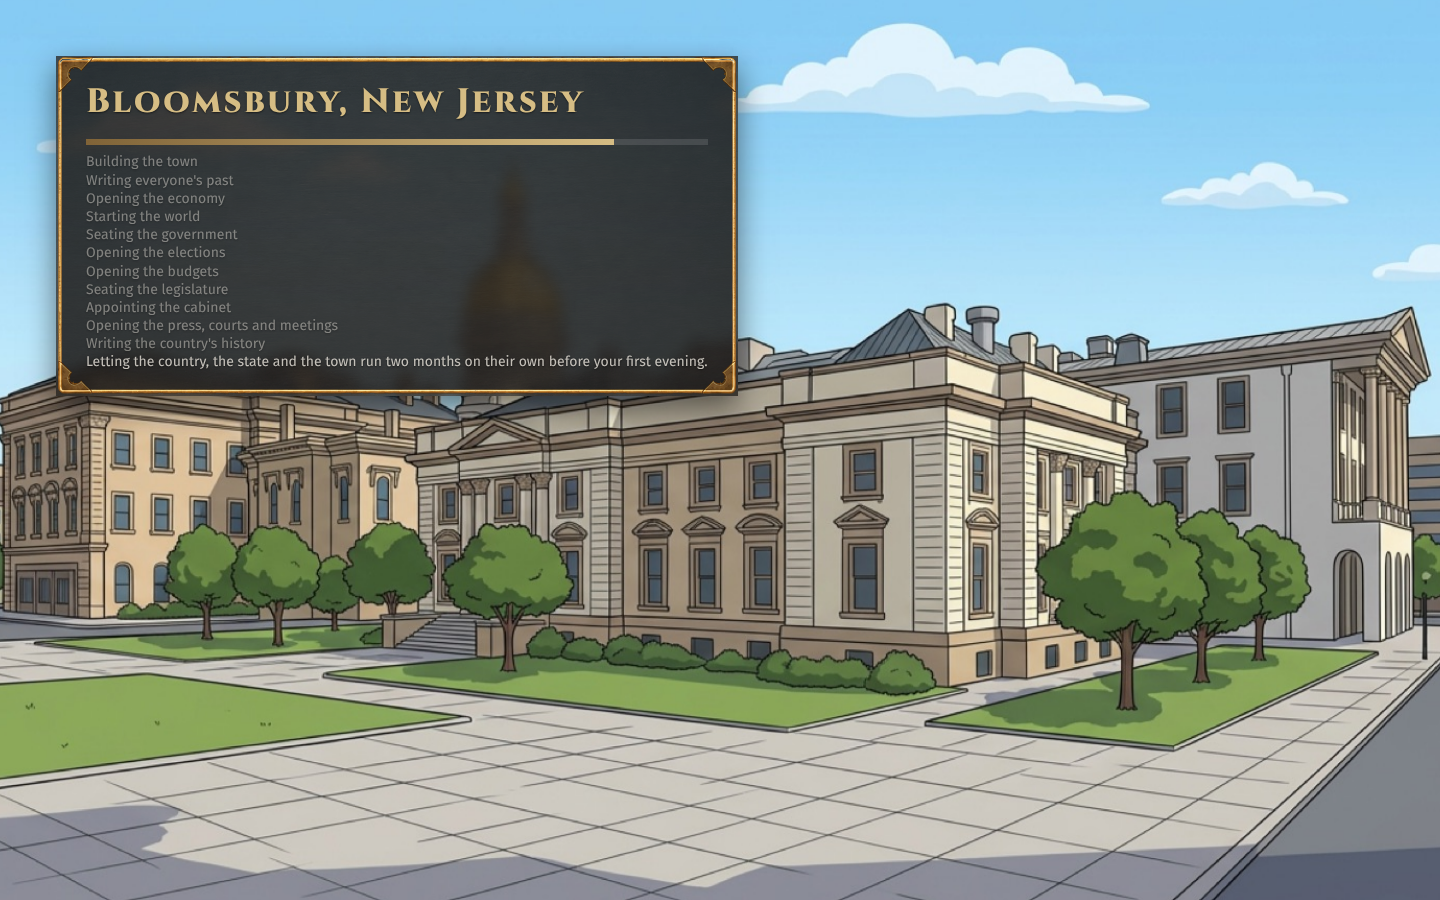 Bloomsbury, New Jersey
Building the town
Writing everyone's past
Opening the economy
Starting the world
Seating the government
Opening the elections
Opening the budgets
Seating the legislature
Appointing the cabinet
Opening the press, courts and meetings
Writing the country's history
Letting the country, the state and the town run two months on their own before your first evening.